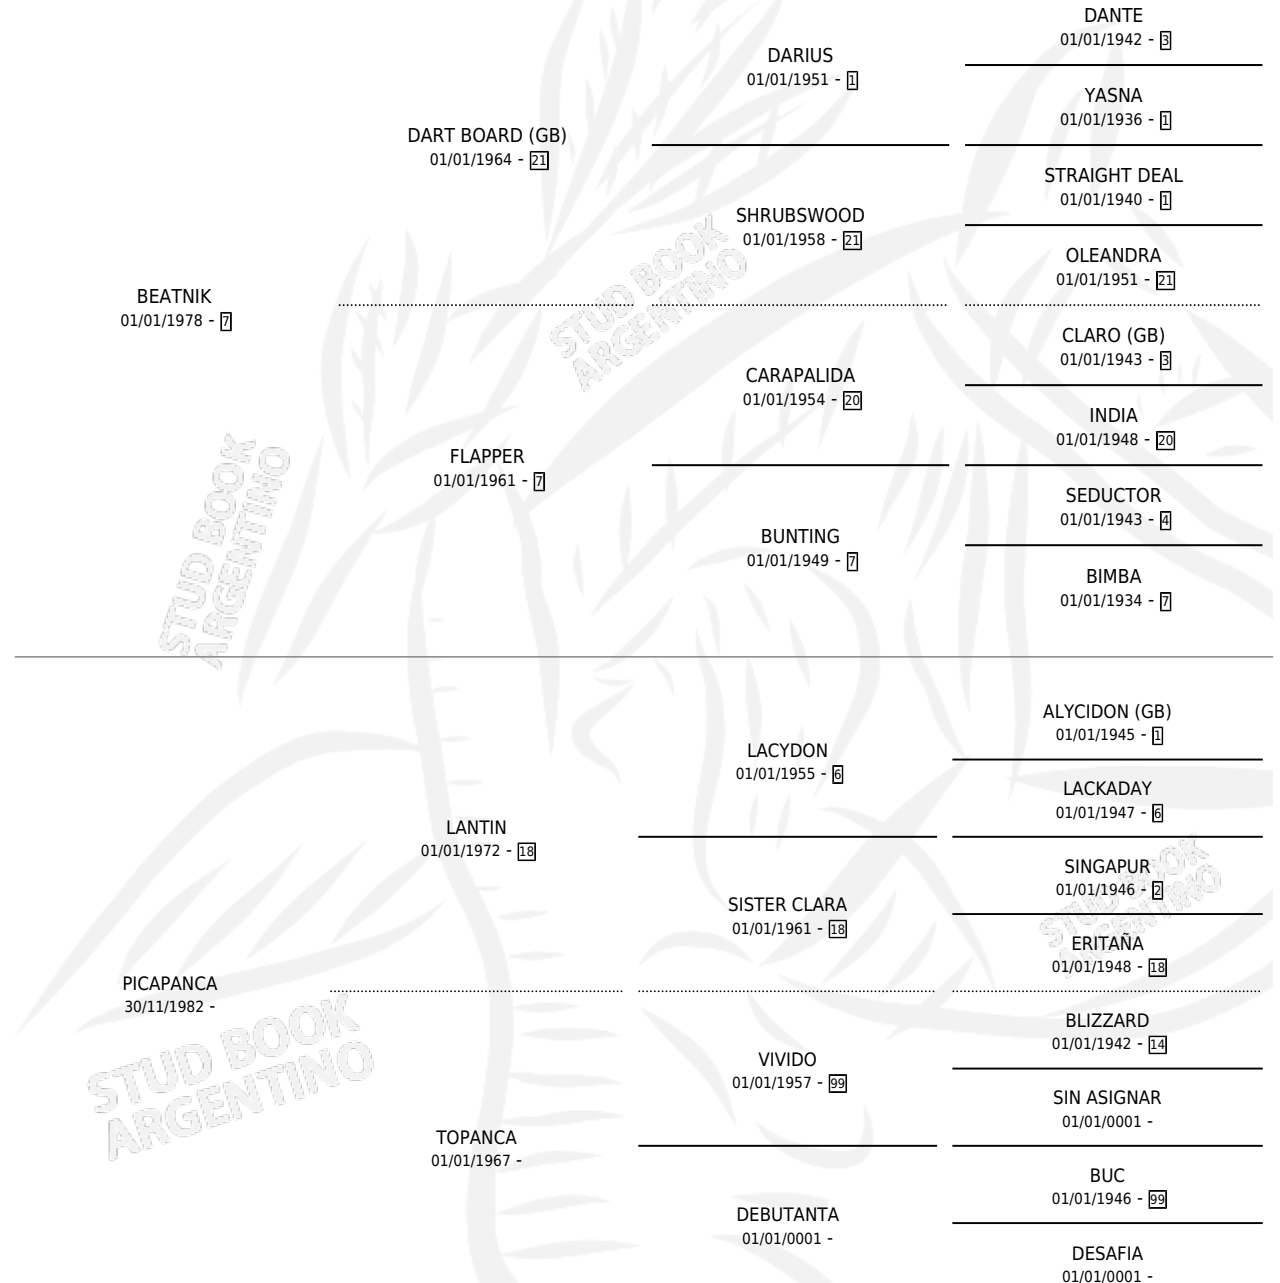 DANTE
01/01/1942 - 3
DARIUS
01/01/1951 - 1
YASNA
01/01/1936 - 1
DART BOARD (GB)
01/01/1964 - 21
STRAIGHT DEAL
01/01/1940 - 1
SHRUBSWOOD
01/01/1958 - 21
OLEANDRA
01/01/1951 - 21
BEATNIK
01/01/1978 - 7
STUD BOOK
ARGENTINO
CLARO (GB)
01/01/1943 - 3
CARAPALIDA
01/01/1954 - 20
INDIA
01/01/1948 - 20
FLAPPER
01/01/1961 - 7
SEDUCTOR
01/01/1943 - 4
BUNTING
01/01/1949 - 7
BIMBA
01/01/1934 - 7
STUD BOOK
ARGENTINO
ALYCIDON (GB)
01/01/1945 - 1
LACYDON
01/01/1955 - 6
LACKADAY
01/01/1947 - 6
LANTIN
01/01/1972 - 18
SINGAPUR
01/01/1946 - 2
SISTER CLARA
01/01/1961 - 18
STUD BOOK
ARGENTINO
ERITAÑA
01/01/1948 - 18
PICAPANCA
30/11/1982 -
BLIZZARD
01/01/1942 - 14
VIVIDO
01/01/1957 - 99
SIN ASIGNAR
01/01/0001 -
STUD BOOK
ARGENTINO
TOPANCA
01/01/1967 -
BUC
01/01/1946 - 99
DEBUTANTA
01/01/0001 -
DESAFIA
01/01/0001 -